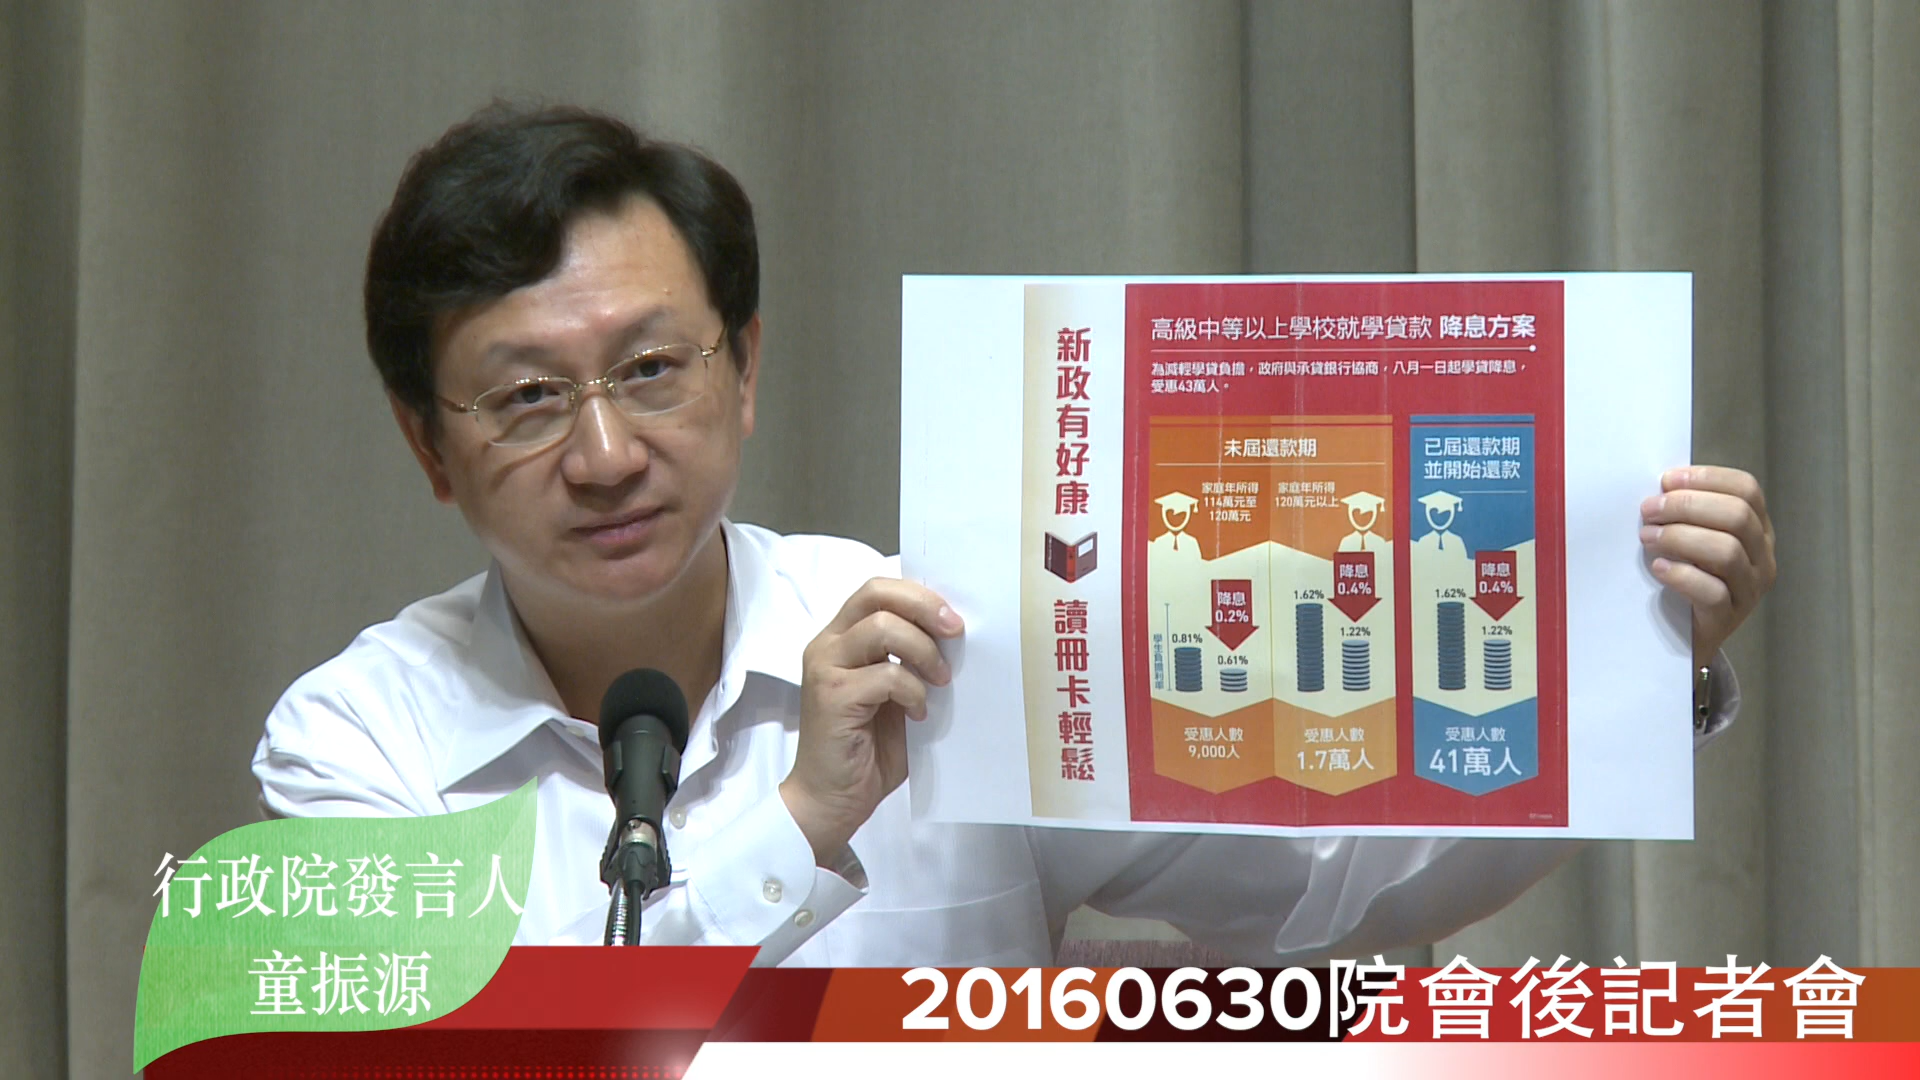 新政有好康
讀冊卡輕鬆
高級中等以上學校就學貸款 降息方案
為減輕學貸負擔，政府與承貸銀行協商，八月一日起學貸降息，
受惠43萬人。
未屆還款期
家庭年所得
114萬元至
120萬元
家庭年所得
120萬元以上
已屆還款期
並開始還款
學生負擔利率
0.81%
降息
0.2%
0.61%
1.62%
降息
0.4%
1.22%
1.62%
降息
0.4%
1.22%
受惠人數
9,000人
受惠人數
1.7萬人
受惠人數
41萬人
行政院發言人
童振源
20160630院會後記者會